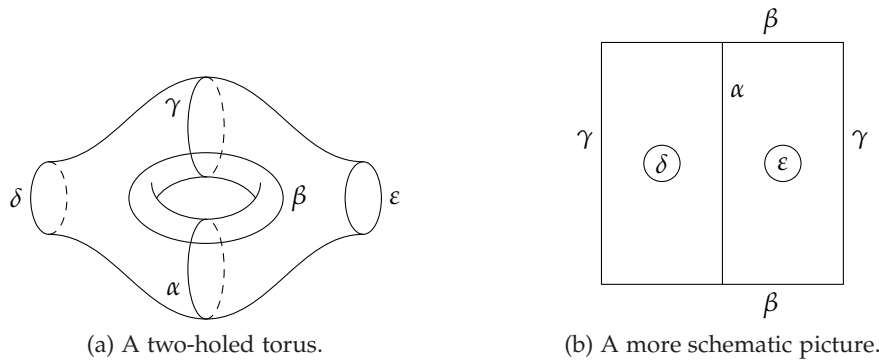 γ
δ
β
ε
α
(a) A two-holed torus.
β
α
γ
γ
δ
ε
β
(b) A more schematic picture.